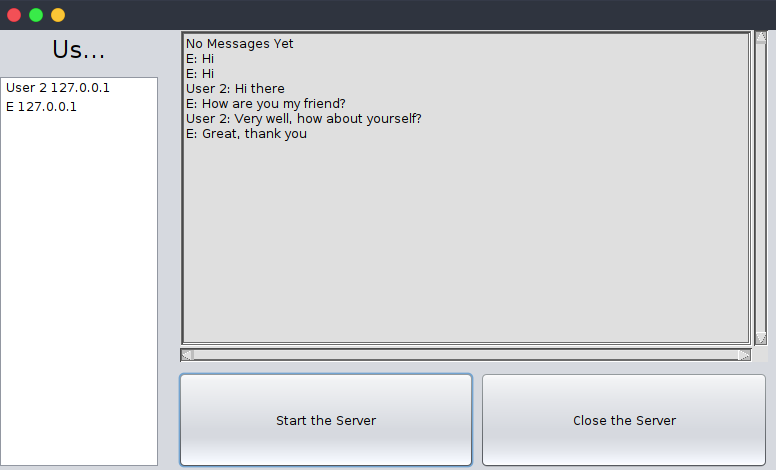 Us...
User 2 127.0.0.1
E 127.0.0.1
No Messages Yet
E: Hi
E: Hi
User 2: Hi there
E: How are you my friend?
User 2: Very well, how about yourself?
E: Great, thank you
Start the Server
Close the Server